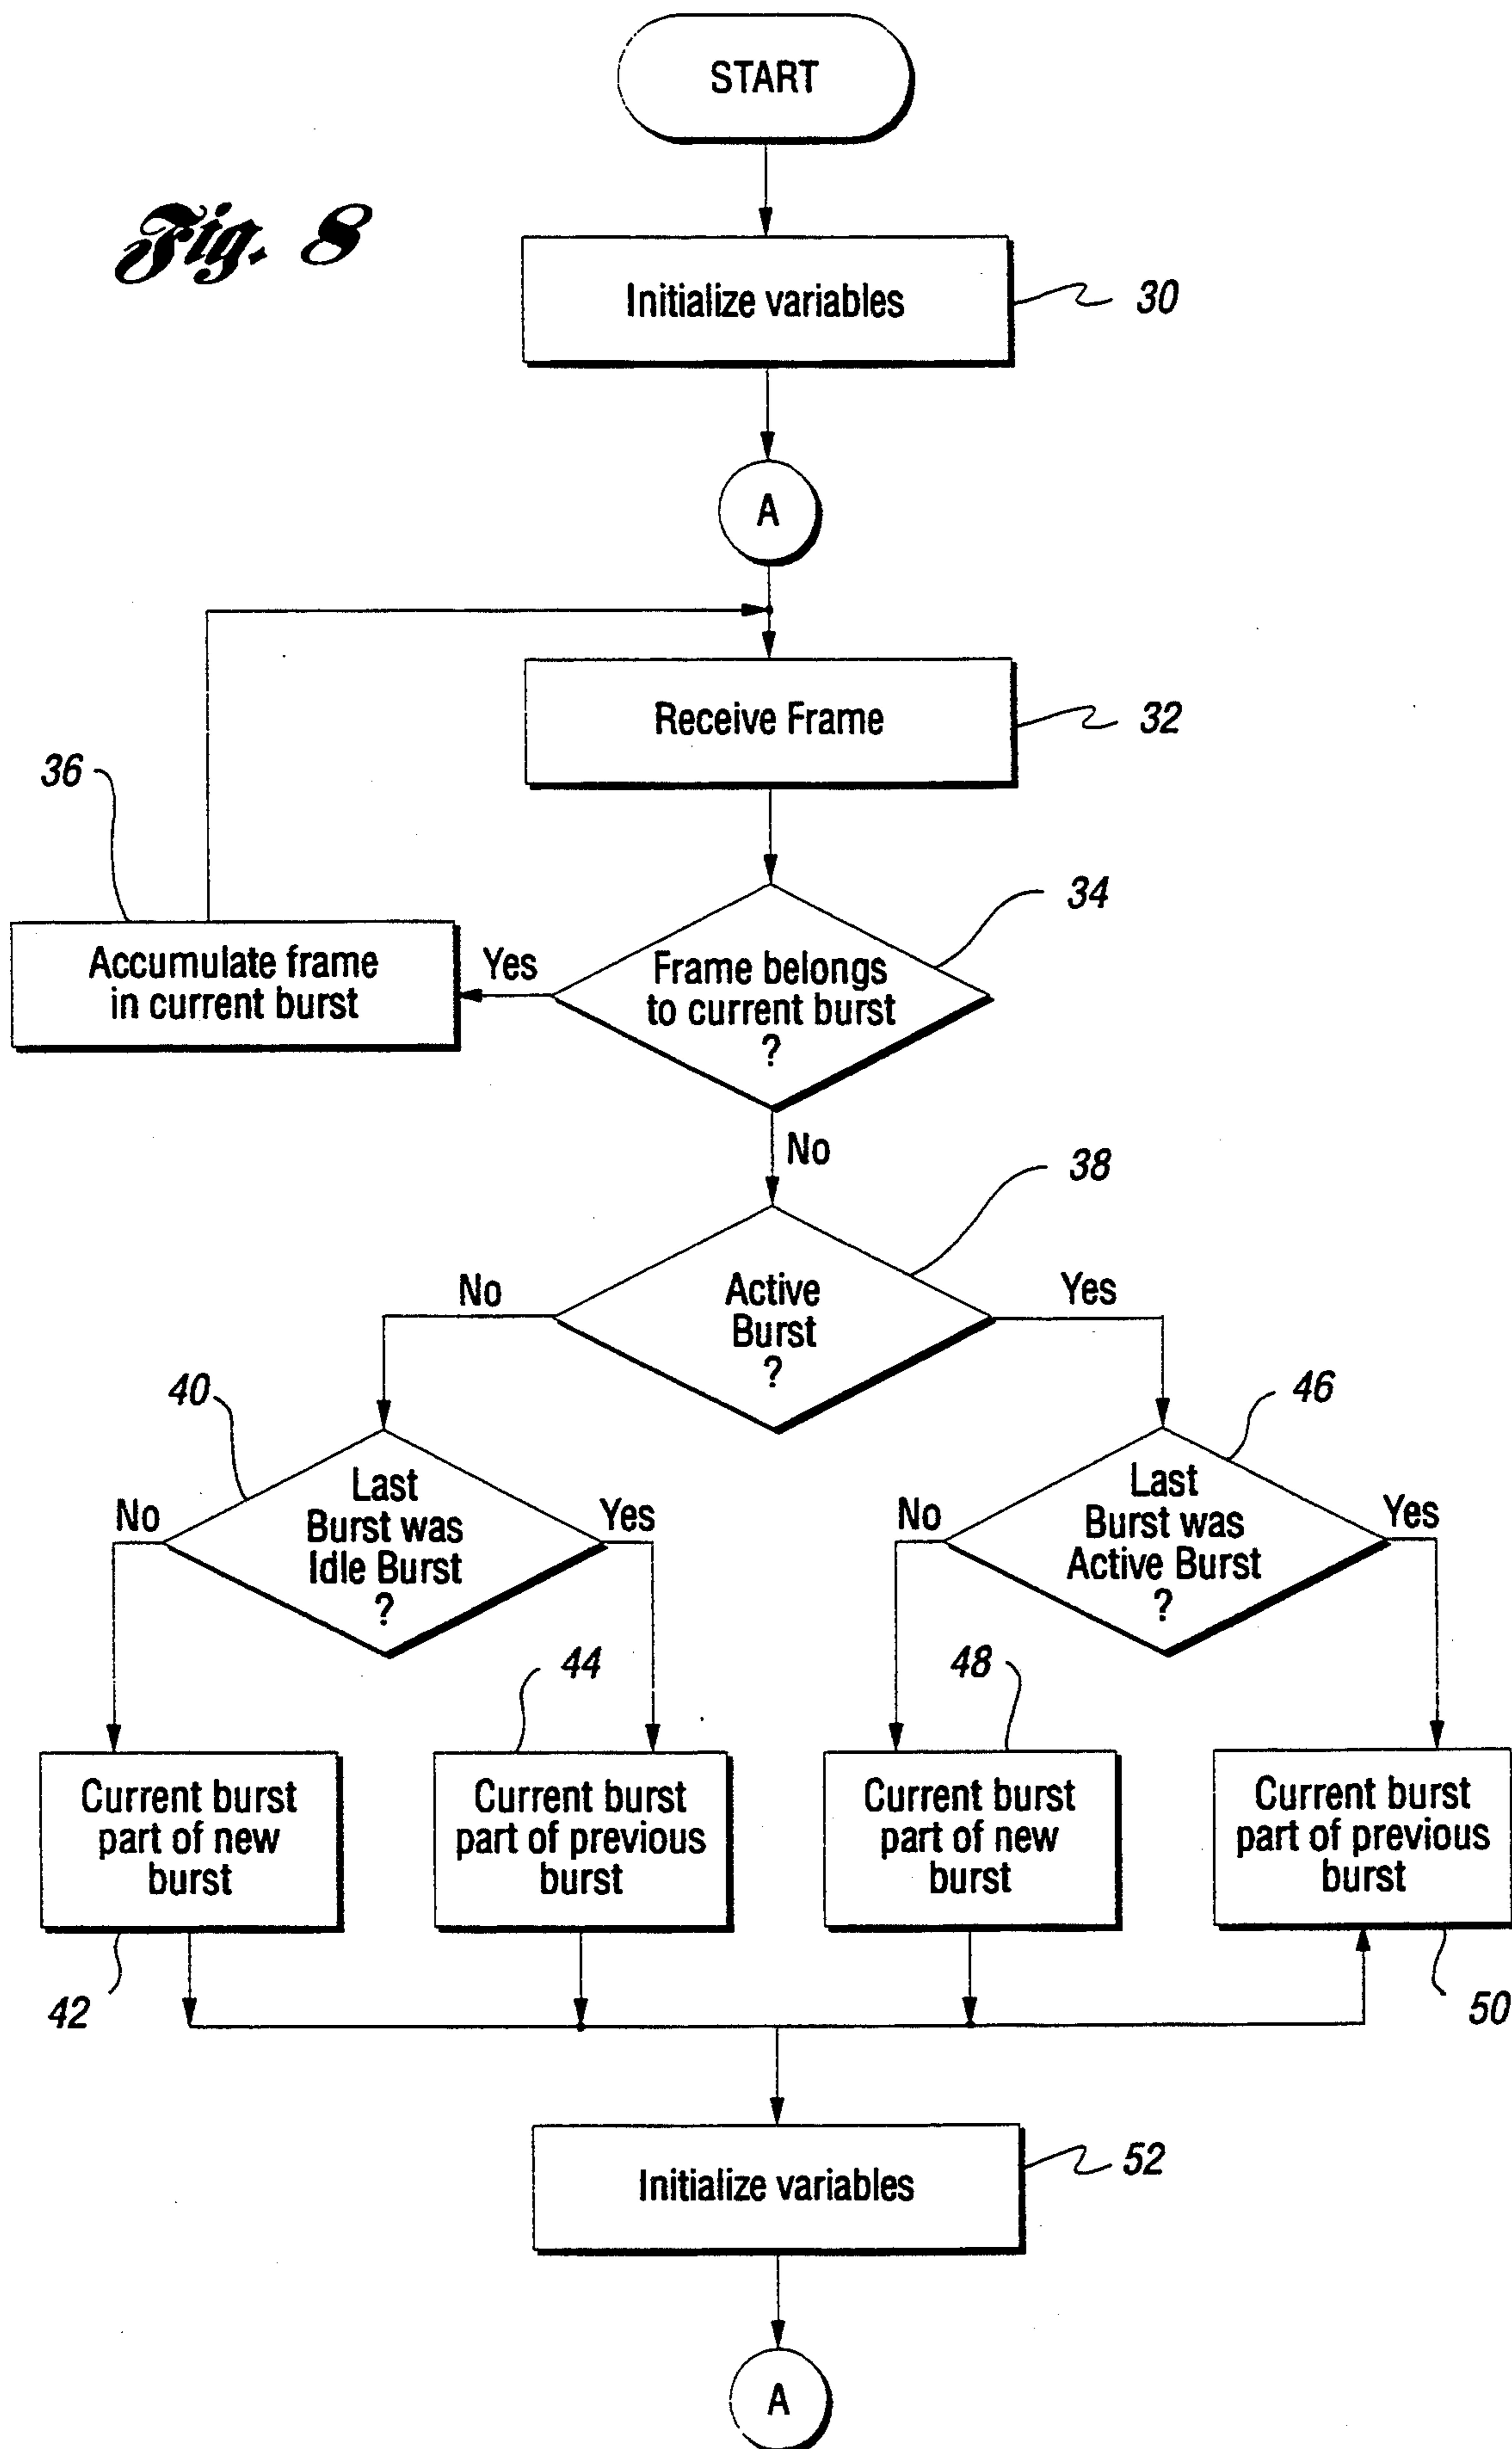 START
Fig. 8
Initialize variables
30
A
Receive Frame
32
36
34
Accumulate frame
in current burst
Yes
Frame belongs
to current burst
?
No
38
No
Active
Burst
?
Yes
40
46
No
Last
Burst was
Idle Burst
?
Yes
No
Last
Burst was
Active Burst
?
Yes
44
48
Current burst
part of new
burst
Current burst
part of previous
burst
Current burst
part of new
burst
Current burst
part of previous
burst
42
50
Initialize variables
52
A